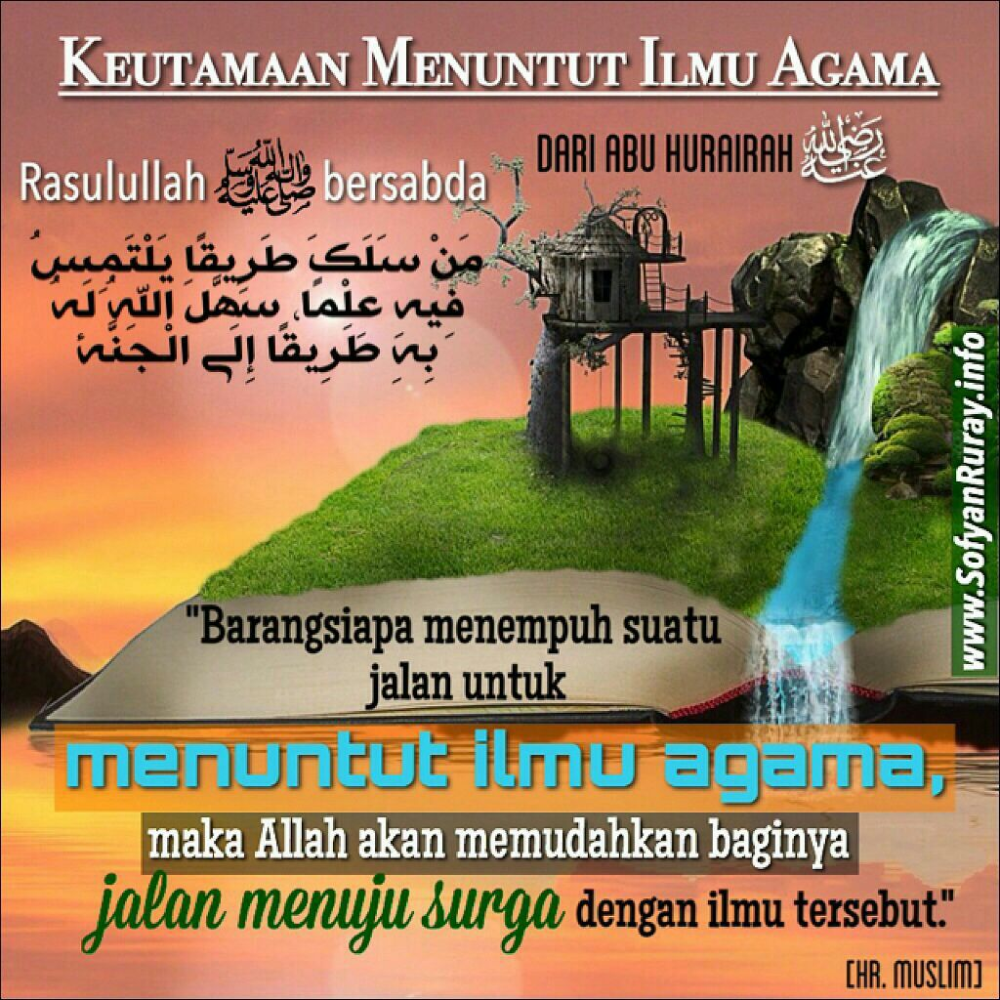 KEUTAMAAN MENUNTUT ILMU AGAMA
DARI ABU HURAIRAH رضي الله عنه
Rasulullah ﷺ bersabda
مَنْ سَلَكَ طَرِيقًا يَلْتَمِسُ
فِيهِ عِلْمًا، سَهَّلَ اللهُ لَهُ
بِهِ طَرِيقًا إِلَى الْجَنَّةِ
www.SofyanRuray.info
"Barangsiapa menempuh suatu
jalan untuk
menuntut ilmu agama,
maka Allah akan memudahkan baginya
jalan menuju surga dengan ilmu tersebut."
[HR. MUSLIM]